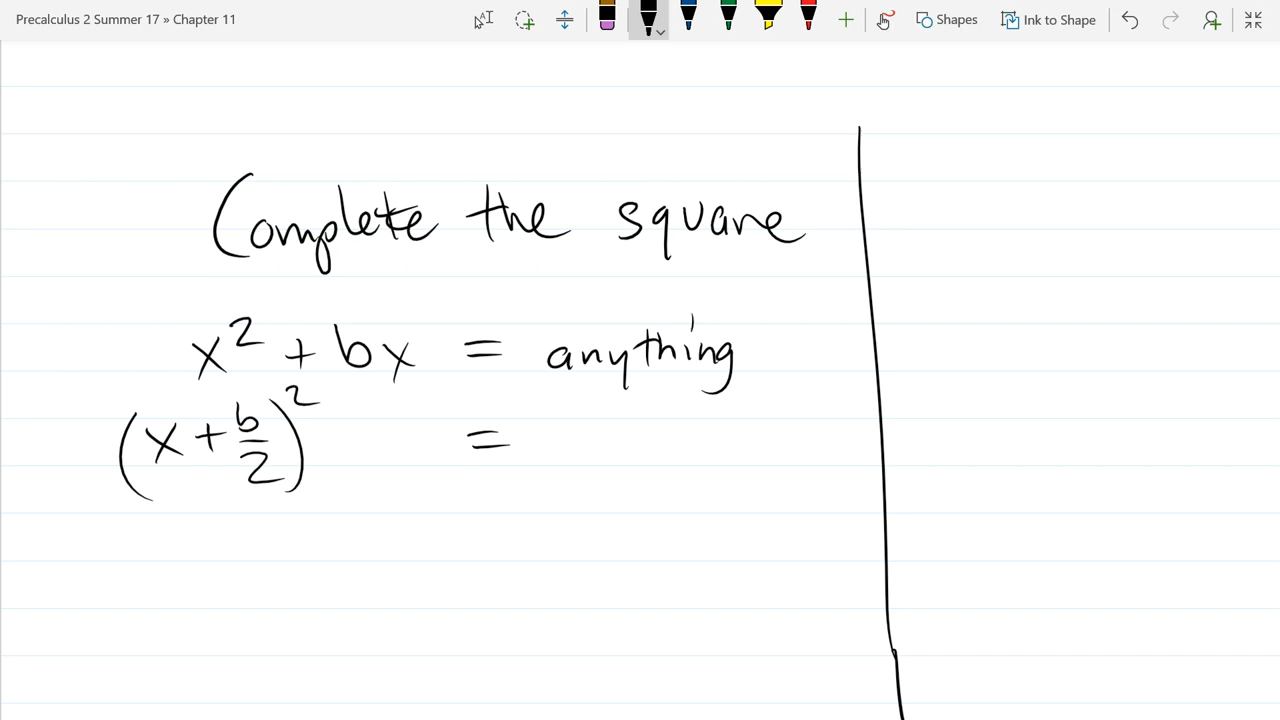 Precalculus 2 Summer 17 » Chapter 11
Shapes
Ink to Shape
Complete the square
x² + bx = anything
(x + b/2)² =